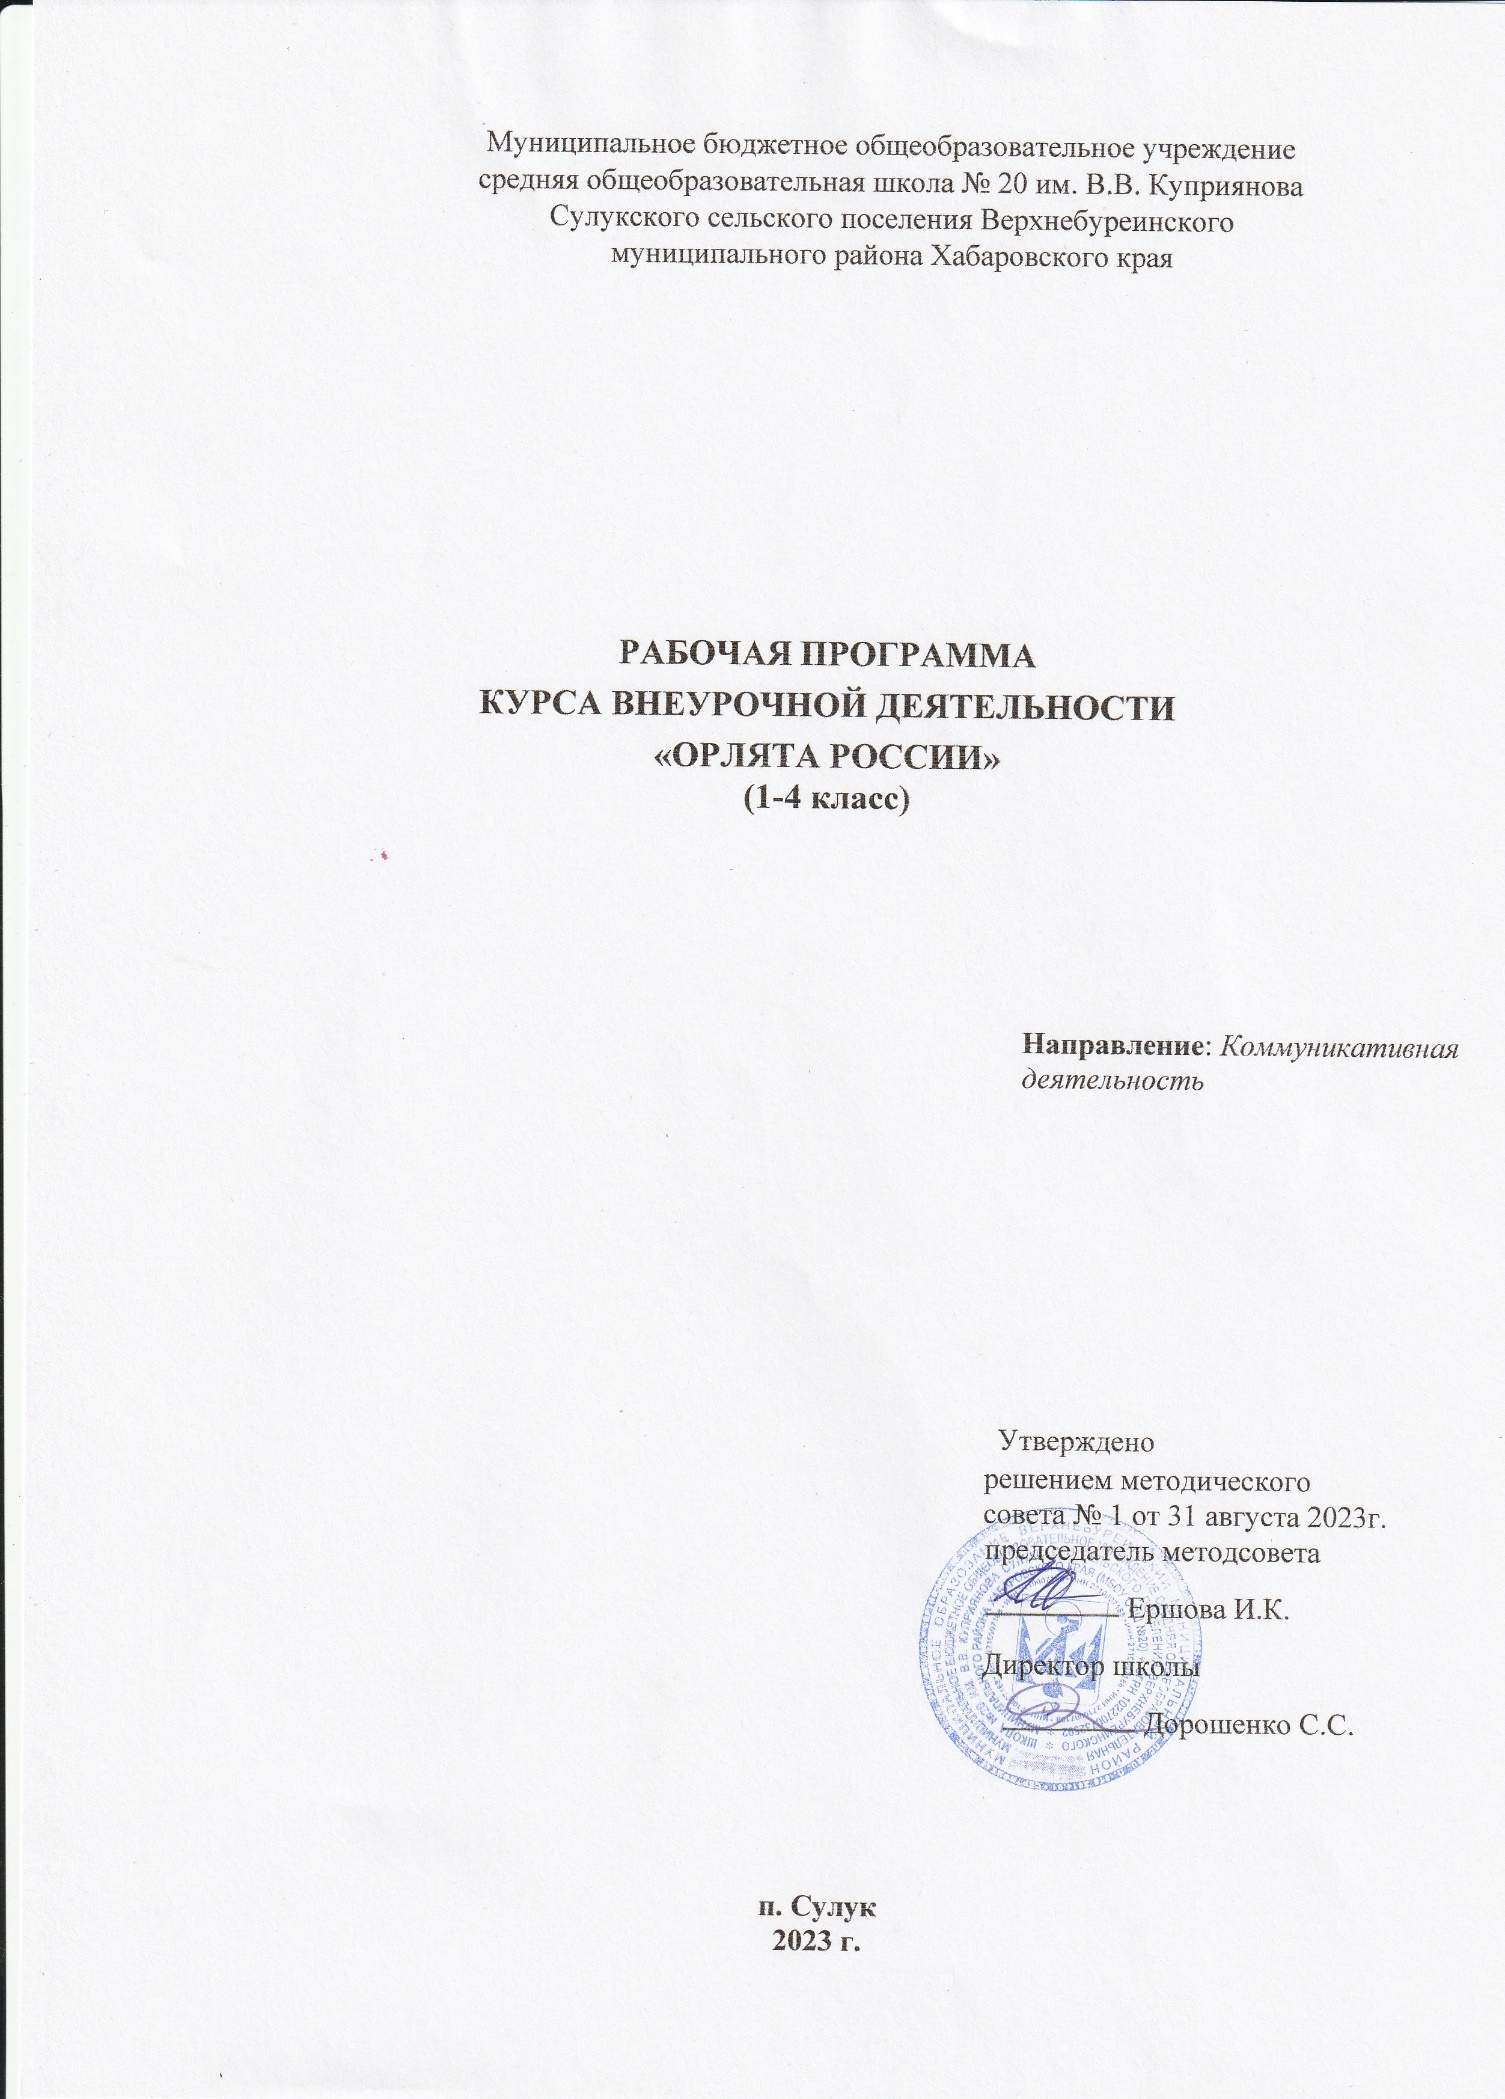 Муниципальное бюджетное общеобразовательное учреждение
средняя общеобразовательная школа № 20 им. В.В. Куприянова
Сулукского сельского поселения Верхнебуреинского
муниципального района Хабаровского края
РАБОЧАЯ ПРОГРАММА
КУРСА ВНЕУРОЧНОЙ ДЕЯТЕЛЬНОСТИ
«ОРЛЯТА РОССИИ»
(1-4 класс)
Направление: Коммуникативная
деятельность
Утверждено
решением методического
совета № 1 от 31 августа 2023г.
председатель методсовета
Ершова И.К.
Директор школы
Дорошенко С.С.
п. Сулук
2023 г.